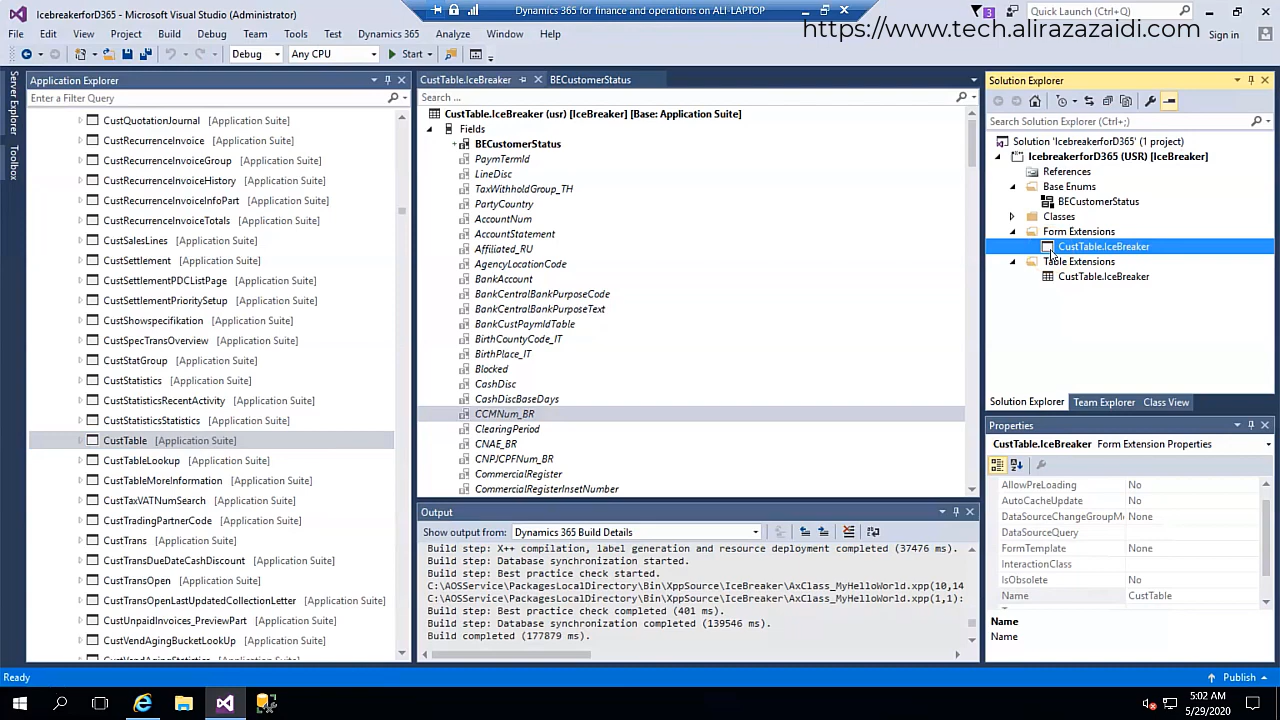 IcebreakerforD365 - Microsoft Visual Studio (Administrator)
Dynamics 365 for finance and operations on ALI-LAPTOP
3
Quick Launch (Ctrl+Q)
https://www.tech.alirazazaidi.com
File Edit View Project Build Debug Team Tools Test Dynamics 365 Analyze Window Help
Sign in
Debug Any CPU Start
Server Explorer
Toolbox
Application Explorer
Enter a Filter Query
CustQuotationJournal [Application Suite]
CustRecurrenceInvoice [Application Suite]
CustRecurrenceInvoiceGroup [Application Suite]
CustRecurrenceInvoiceHistory [Application Suite]
CustRecurrenceInvoiceInfoPart [Application Suite]
CustRecurrenceInvoiceTotals [Application Suite]
CustSalesLines [Application Suite]
CustSettlement [Application Suite]
CustSettlementPDCListPage [Application Suite]
CustSettlementPrioritySetup [Application Suite]
CustShowspecifikation [Application Suite]
CustSpecTransOverview [Application Suite]
CustStatGroup [Application Suite]
CustStatistics [Application Suite]
CustStatisticsRecentActivity [Application Suite]
CustStatisticsStatistics [Application Suite]
CustTable [Application Suite]
CustTableLookup [Application Suite]
CustTableMoreInformation [Application Suite]
CustTaxVATNumSearch [Application Suite]
CustTradingPartnerCode [Application Suite]
CustTrans [Application Suite]
CustTransDueDateCashDiscount [Application Suite]
CustTransOpen [Application Suite]
CustTransOpenLastUpdatedCollectionLetter [Application Suite]
CustUnpaidInvoices_PreviewPart [Application Suite]
CustVendAgingBucketLookUp [Application Suite]
CustVendAgingStatistics [Application Suite]
CustTable.IceBreaker BECustomerStatus
Search ...
CustTable.IceBreaker (usr) [IceBreaker] [Base: Application Suite]
Fields
BECustomerStatus
PaymTermId
LineDisc
TaxWithholdGroup_TH
PartyCountry
AccountNum
AccountStatement
Affiliated_RU
AgencyLocationCode
BankAccount
BankCentralBankPurposeCode
BankCentralBankPurposeText
BankCustPaymIdTable
BirthCountyCode_IT
BirthPlace_IT
Blocked
CashDisc
CashDiscBaseDays
CCMNum_BR
ClearingPeriod
CNAE_BR
CNPJCPFNum_BR
CommercialRegister
CommercialRegisterInsetNumber
Output
Show output from: Dynamics 365 Build Details
Build step: X++ compilation, label generation and resource deployment completed (37476 ms).
Build step: Database synchronization started.
Build step: Best practice check started.
C:\AOSService\PackagesLocalDirectory\Bin\XppSource\IceBreaker\AxClass_MyHelloWorld.xpp(10,14
C:\AOSService\PackagesLocalDirectory\Bin\XppSource\IceBreaker\AxClass_MyHelloWorld.xpp(1,1):
Build step: Best practice check completed (401 ms).
Build step: Database synchronization completed (139546 ms).
Build completed (177879 ms).
Solution Explorer
Search Solution Explorer (Ctrl+;)
Solution 'IcebreakerforD365' (1 project)
IcebreakerforD365 (USR) [IceBreaker]
References
Base Enums
BECustomerStatus
Classes
Form Extensions
CustTable.IceBreaker
Table Extensions
CustTable.IceBreaker
Solution Explorer Team Explorer Class View
Properties
CustTable.IceBreaker Form Extension Properties
AllowPreLoading No
AutoCacheUpdate No
DataSourceChangeGroupMo None
DataSourceQuery
FormTemplate None
InteractionClass
IsObsolete No
Name CustTable
Name
Name
Ready
Publish
5:02 AM
5/29/2020